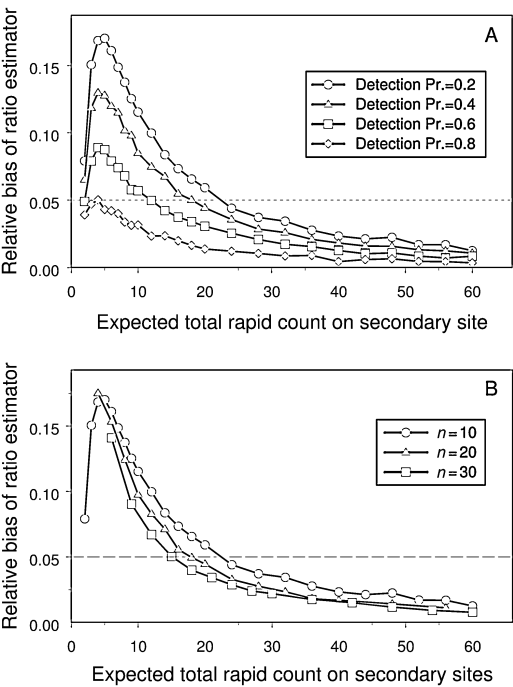 A
Relative bias of ratio estimator
0.15
0.10
0.05
0.00
Detection Pr.=0.2
Detection Pr.=0.4
Detection Pr.=0.6
Detection Pr.=0.8
0 10 20 30 40 50 60
Expected total rapid count on secondary site
B
Relative bias of ratio estimator
0.15
0.10
0.05
0.00
n=10
n=20
n=30
0 10 20 30 40 50 60
Expected total rapid count on secondary sites